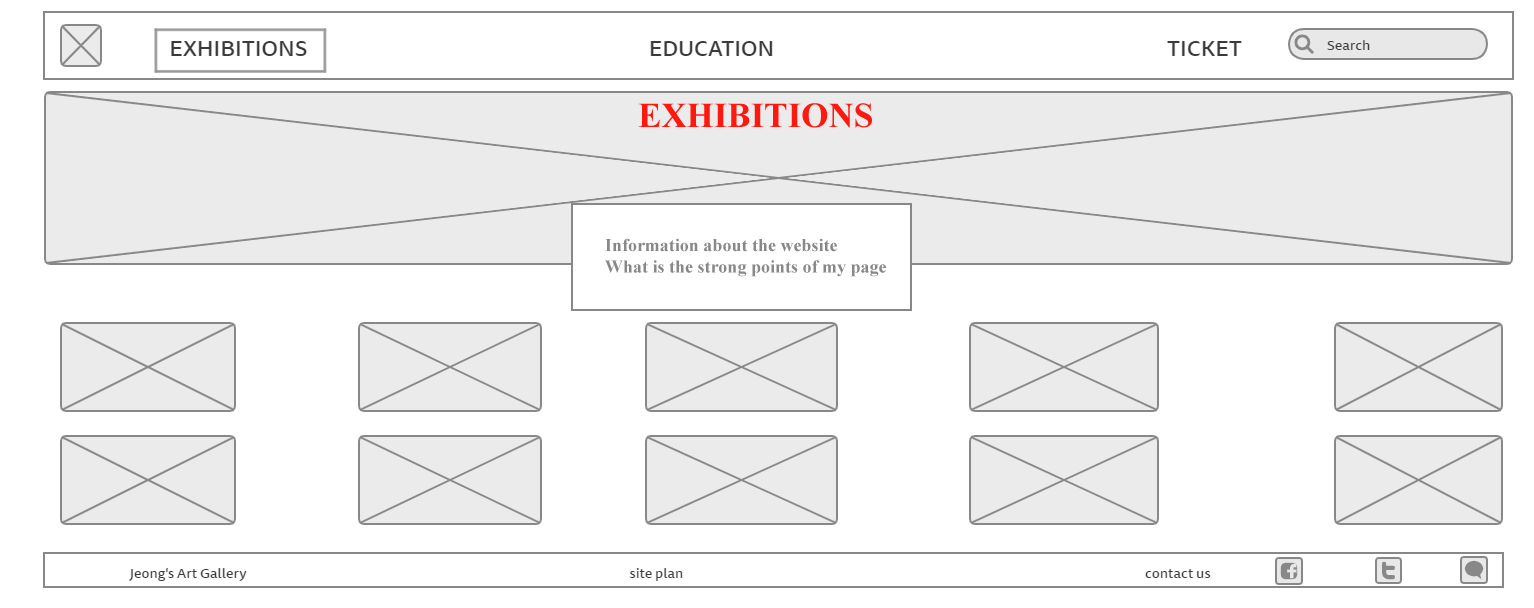 EXHIBITIONS
EDUCATION
TICKET
Search
EXHIBITIONS
Information about the website
What is the strong points of my page
Jeong's Art Gallery
site plan
contact us